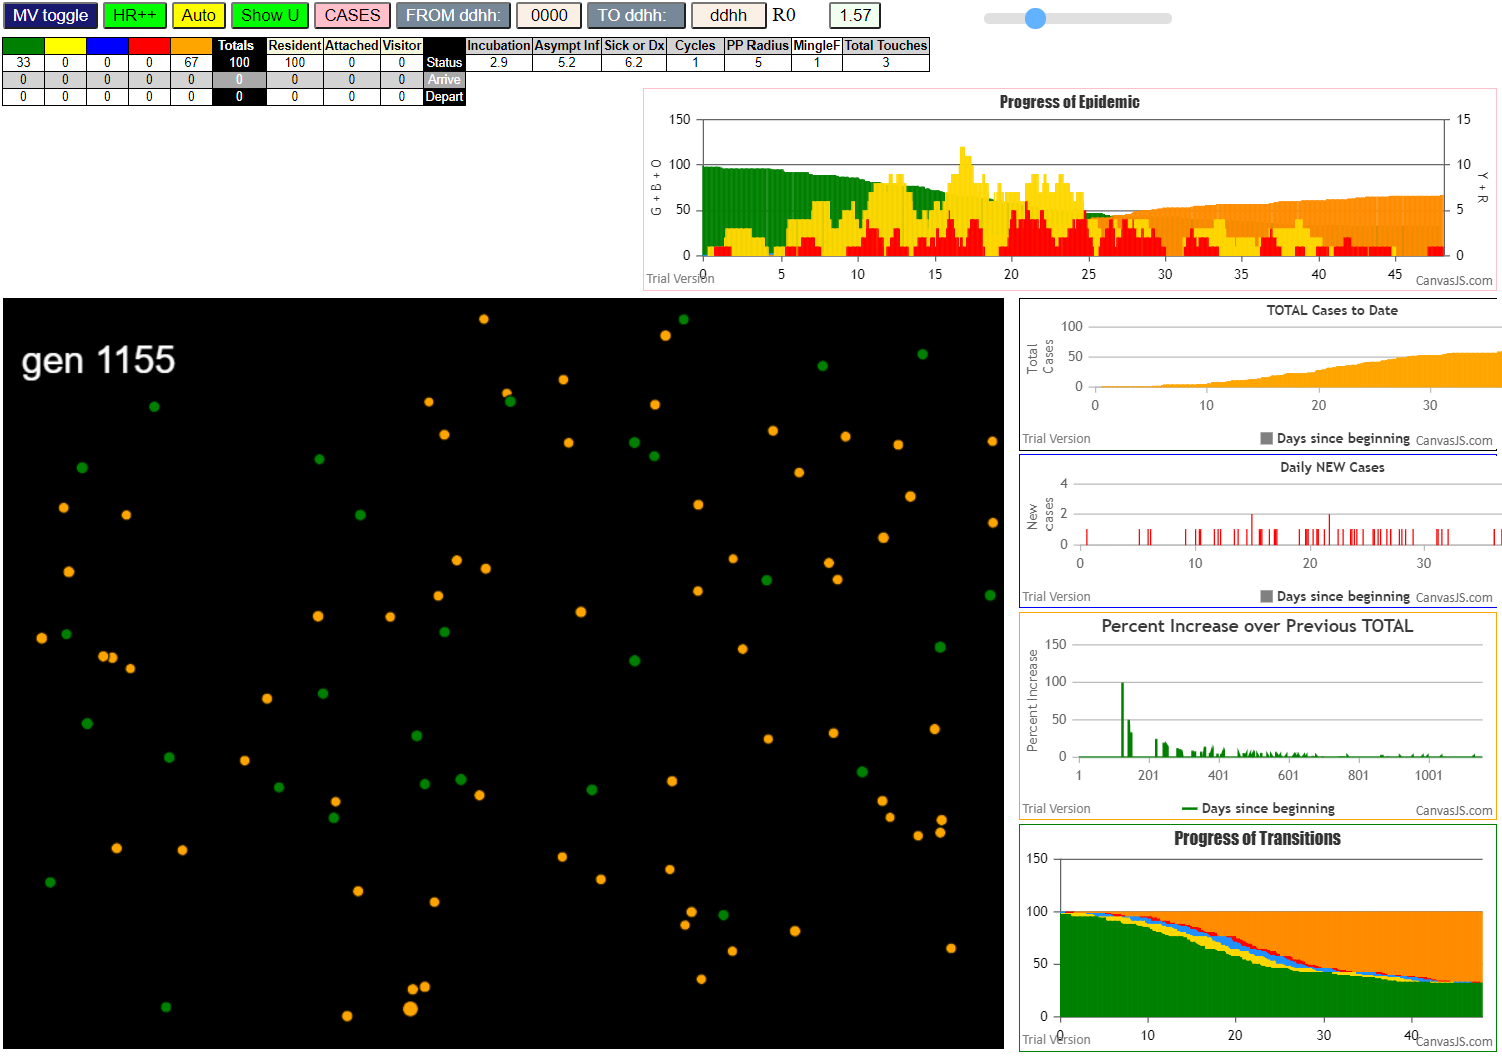 MV toggle HR++ Auto Show U CASES FROM ddhh: 0000 TO ddhh: ddhh R0 1.57
Totals Resident Attached Visitor Incubation Asympt Inf Sick or Dx Cycles PP Radius MingleF Total Touches
33 0 0 0 67 100 100 0 0 Status 2.9 5.2 6.2 1 5 1 3
0 0 0 0 0 0 0 0 0 Arrive
0 0 0 0 0 0 0 0 0 Depart
Progress of Epidemic
150 15
100 10
50 5
0 0
G + B + O
Y + R
0 5 10 15 20 25 30 35 40 45
Trial Version CanvasJS.com
gen 1155
TOTAL Cases to Date
100
50
0
Total
Cases
0 10 20 30
Days since beginning
Trial Version CanvasJS.com
Daily NEW Cases
4
2
0
New
cases
0 10 20 30
Days since beginning
Trial Version CanvasJS.com
Percent Increase over Previous TOTAL
150
100
50
0
Percent Increase
1 201 401 601 801 1001
Days since beginning
Trial Version CanvasJS.com
Progress of Transitions
150
100
50
0
0 10 20 30 40
Trial Version CanvasJS.com